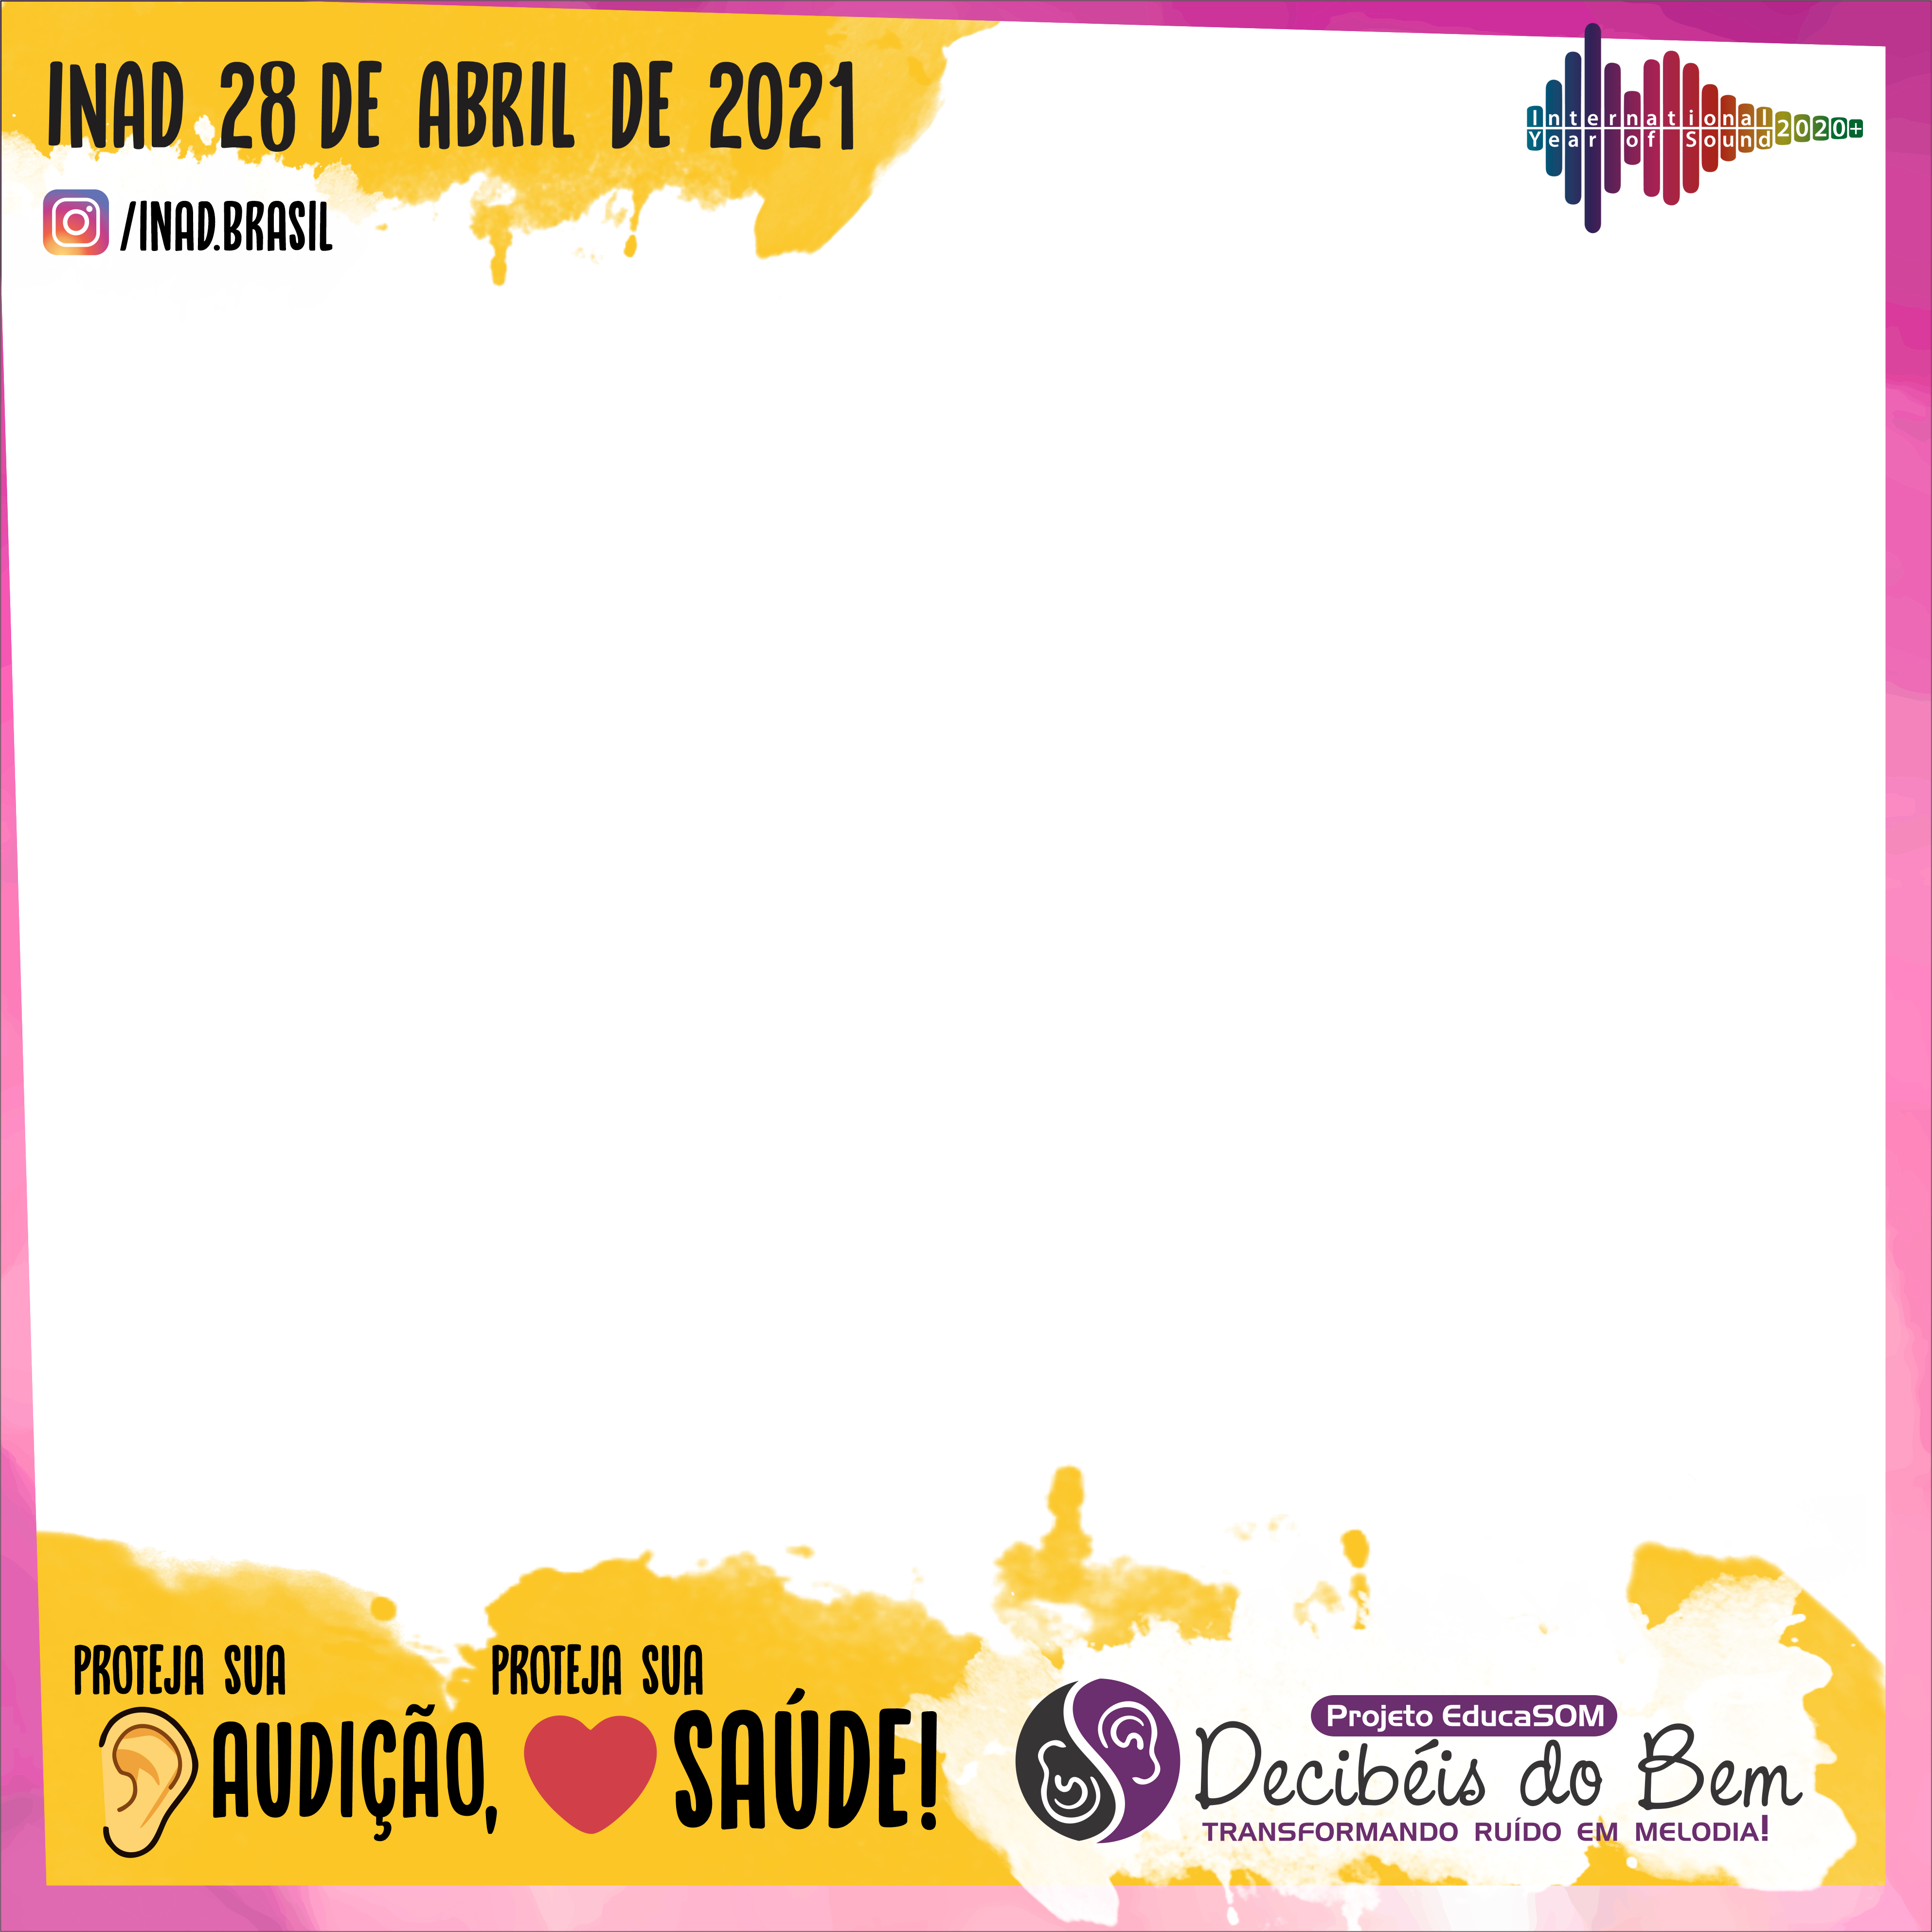 INAD 28 DE ABRIL DE 2021
/INAD.BRASIL
International
Year of Sound 2020+
PROTEJA SUA
AUDIÇÃO,
PROTEJA SUA
SAÚDE!
Projeto EducaSOM
Decibéis do Bem
TRANSFORMANDO RUÍDO EM MELODIA!